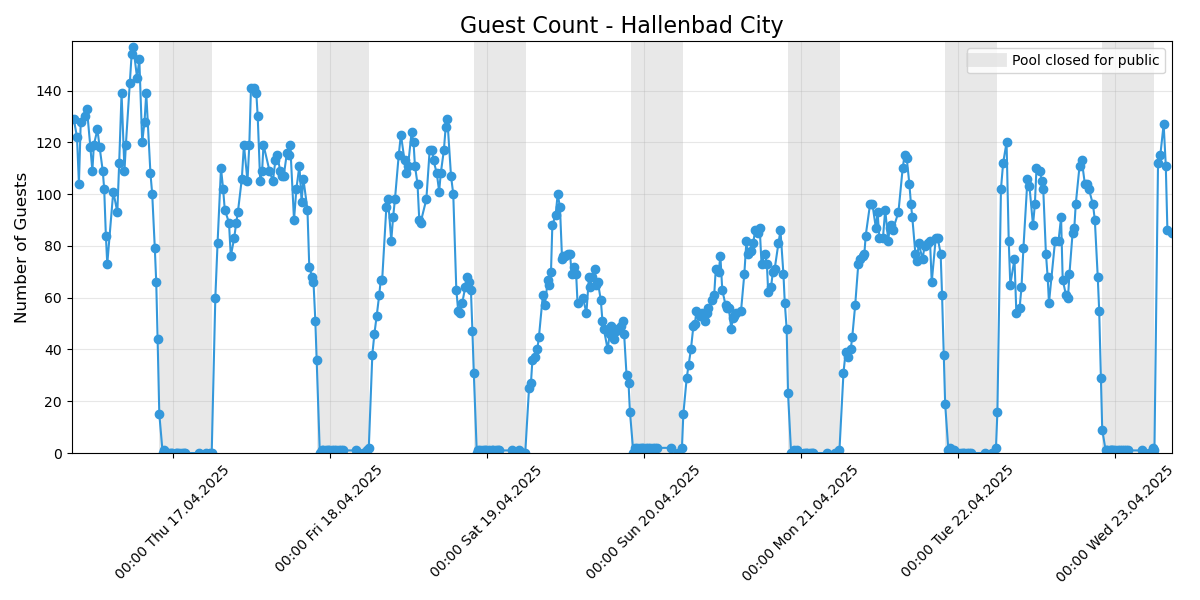 Guest Count - Hallenbad City
Pool closed for public
Number of Guests
140
120
100
80
60
40
20
0
00:00 Thu 17.04.2025
00:00 Fri 18.04.2025
00:00 Sat 19.04.2025
00:00 Sun 20.04.2025
00:00 Mon 21.04.2025
00:00 Tue 22.04.2025
00:00 Wed 23.04.2025